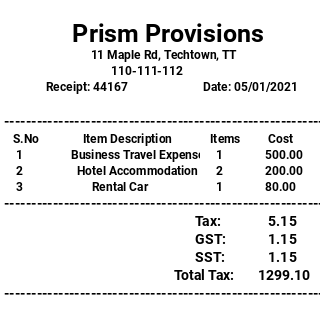 Prism Provisions
11 Maple Rd, Techtown, TT
110-111-112
Receipt: 44167 Date: 05/01/2021
S.No Item Description Items Cost
1 Business Travel Expens 1 500.00
2 Hotel Accommodation 2 200.00
3 Rental Car 1 80.00
Tax: 5.15
GST: 1.15
SST: 1.15
Total Tax: 1299.10